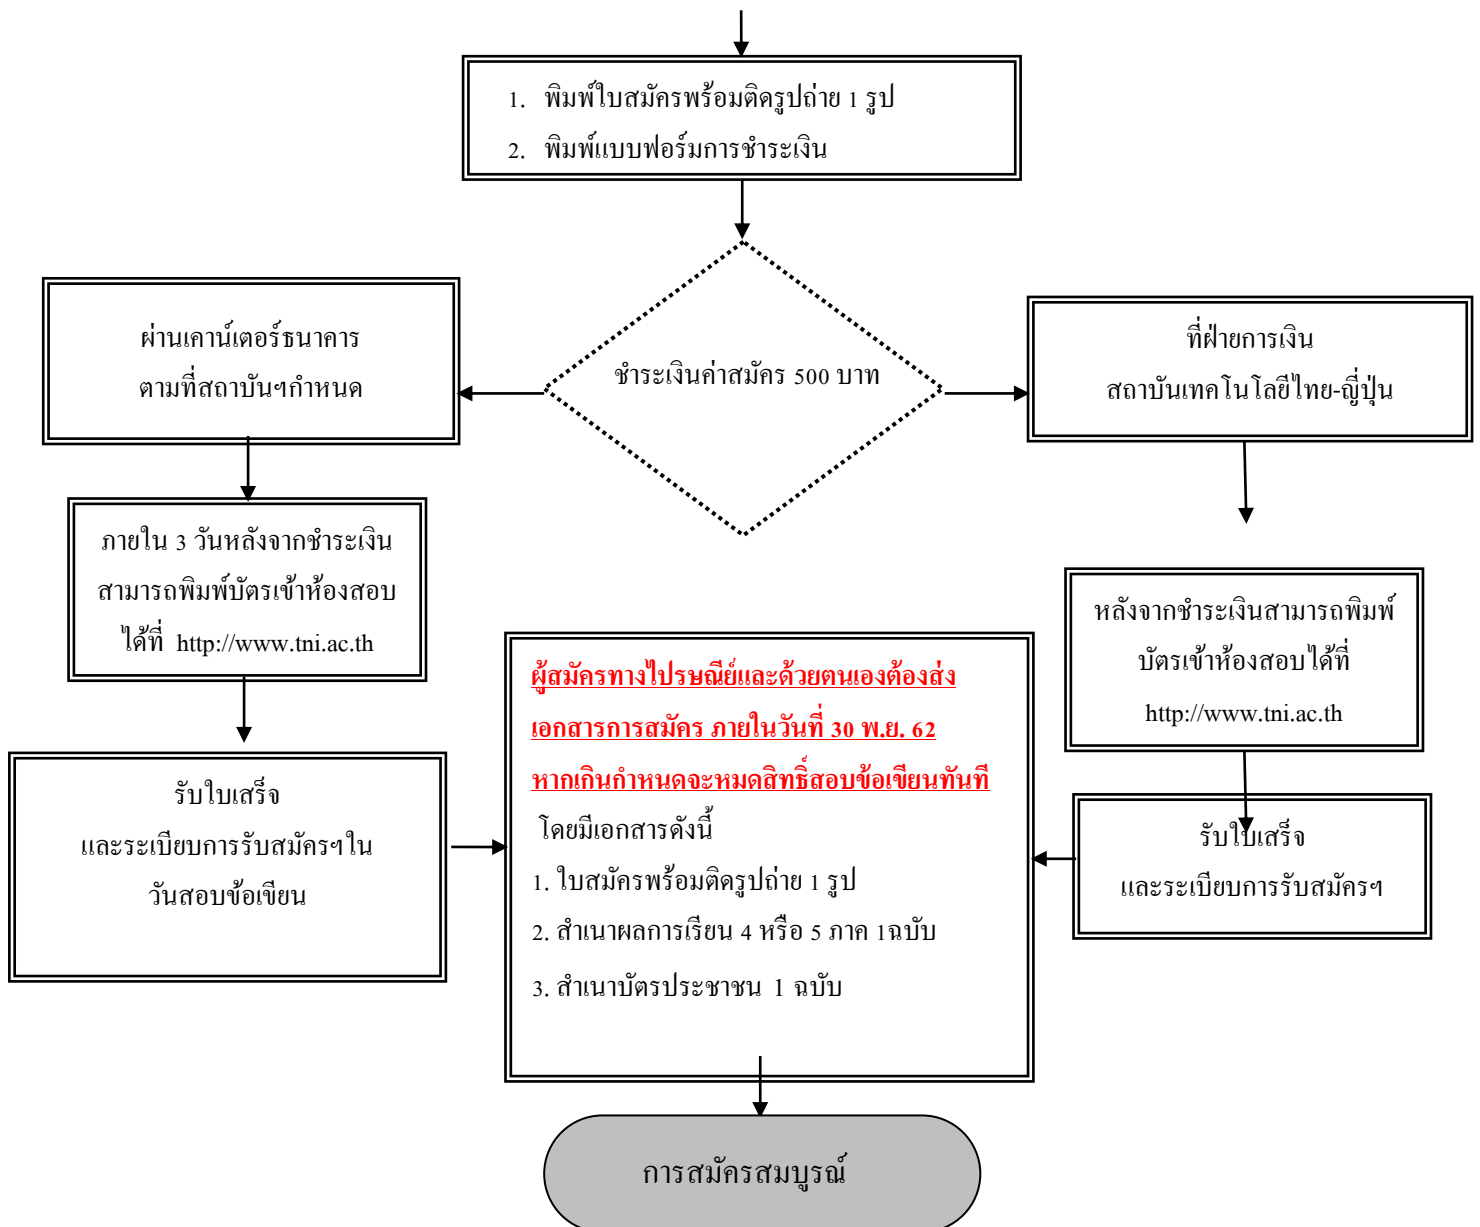 1. พิมพ์ใบสมัครพร้อมติดรูปถ่าย 1 รูป
2. พิมพ์แบบฟอร์มการชำระเงิน
ชำระเงินค่าสมัคร 500 บาท
ผ่านเคาน์เตอร์ธนาคาร
ตามที่สถาบันฯกำหนด
ที่ฝ่ายการเงิน
สถาบันเทคโนโลยีไทย-ญี่ปุ่น
ภายใน 3 วันหลังจากชำระเงิน
สามารถพิมพ์บัตรเข้าห้องสอบ
ได้ที่ http://www.tni.ac.th
หลังจากชำระเงินสามารถพิมพ์
บัตรเข้าห้องสอบได้ที่
http://www.tni.ac.th
รับใบเสร็จ
และระเบียบการรับสมัครฯใน
วันสอบข้อเขียน
รับใบเสร็จ
และระเบียบการรับสมัครฯ
ผู้สมัครทางไปรษณีย์และด้วยตนเองต้องส่ง
เอกสารการสมัคร ภายในวันที่ 30 พ.ย. 62
หากเกินกำหนดจะหมดสิทธิ์สอบข้อเขียนทันที
โดยมีเอกสารดังนี้
1. ใบสมัครพร้อมติดรูปถ่าย 1 รูป
2. สำเนาผลการเรียน 4 หรือ 5 ภาค 1ฉบับ
3. สำเนาบัตรประชาชน 1 ฉบับ
การสมัครสมบูรณ์